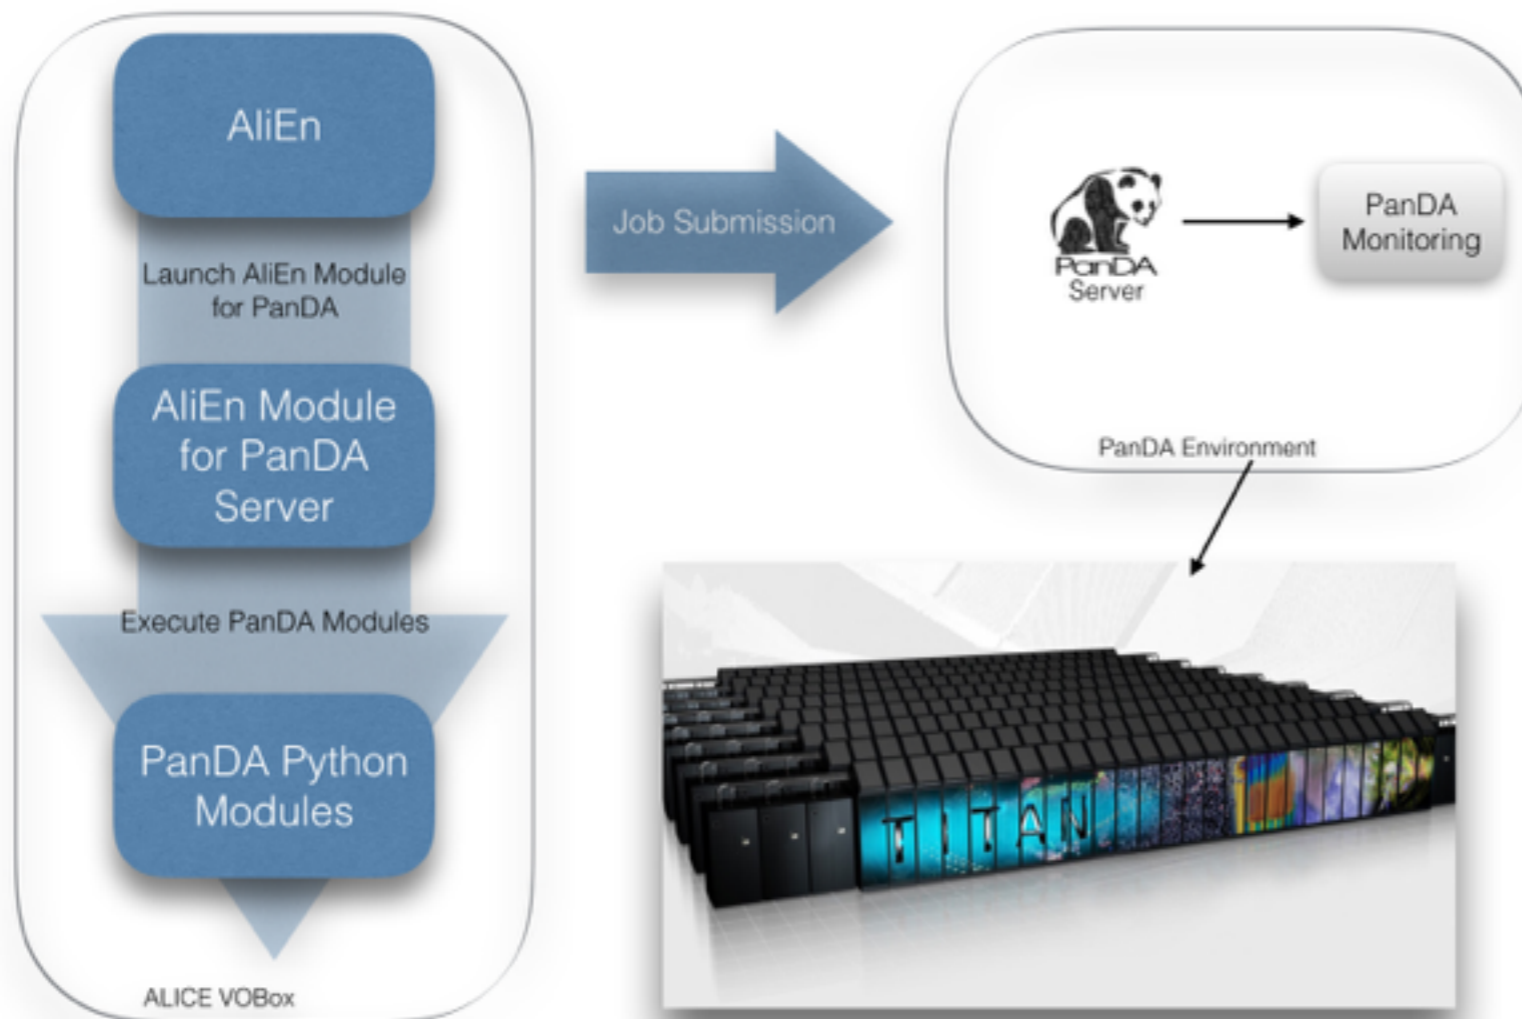 AliEn
Launch AliEn Module
for PanDA
AliEn Module
for PanDA
Server
Execute PanDA Modules
PanDA Python
Modules
ALICE VOBox
Job Submission
PanDA
Server
PanDA
Monitoring
PanDA Environment
TITAN